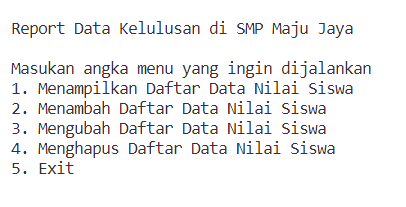 Report Data Kelulusan di SMP Maju Jaya
Masukan angka menu yang ingin dijalankan
1. Menampilkan Daftar Data Nilai Siswa
2. Menambah Daftar Data Nilai Siswa
3. Mengubah Daftar Data Nilai Siswa
4. Menghapus Daftar Data Nilai Siswa
5. Exit